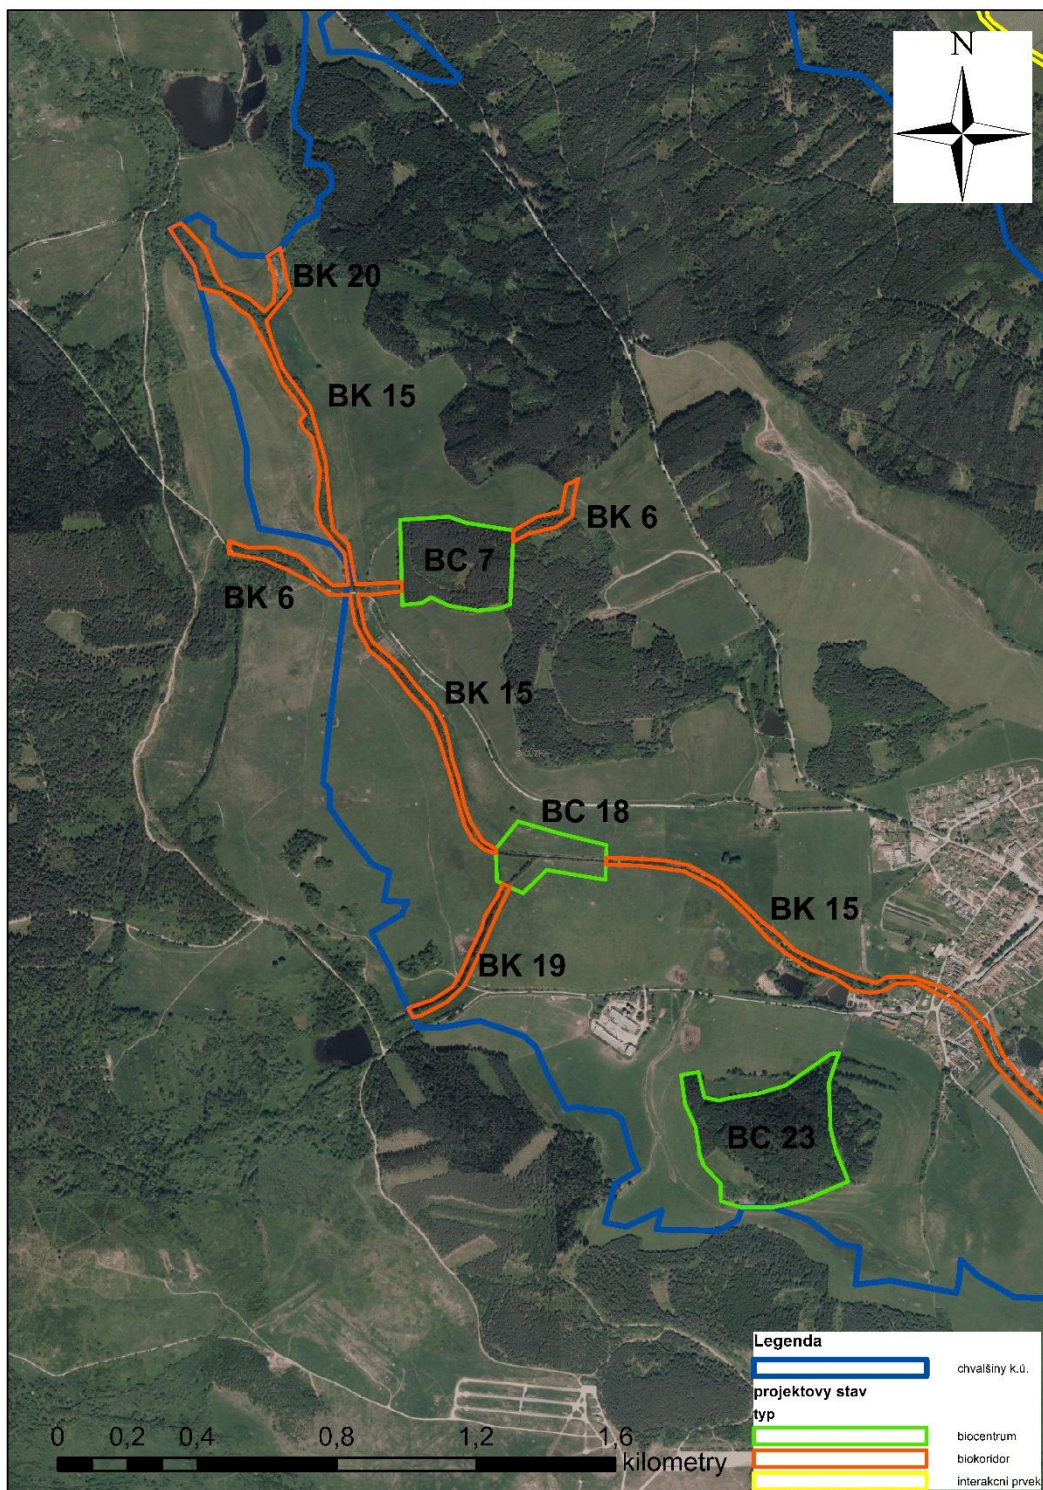 N
BK 20
BK 15
BK 6
BC 7
BK 6
BK 15
BC 18
BK 15
BK 19
BC 23
Legenda
chvalšiny k.ú.
projektovy stav
typ
biocentrum
biokoridor
interakcni prvek
0 0,2 0,4 0,8 1,2 1,6
kilometry